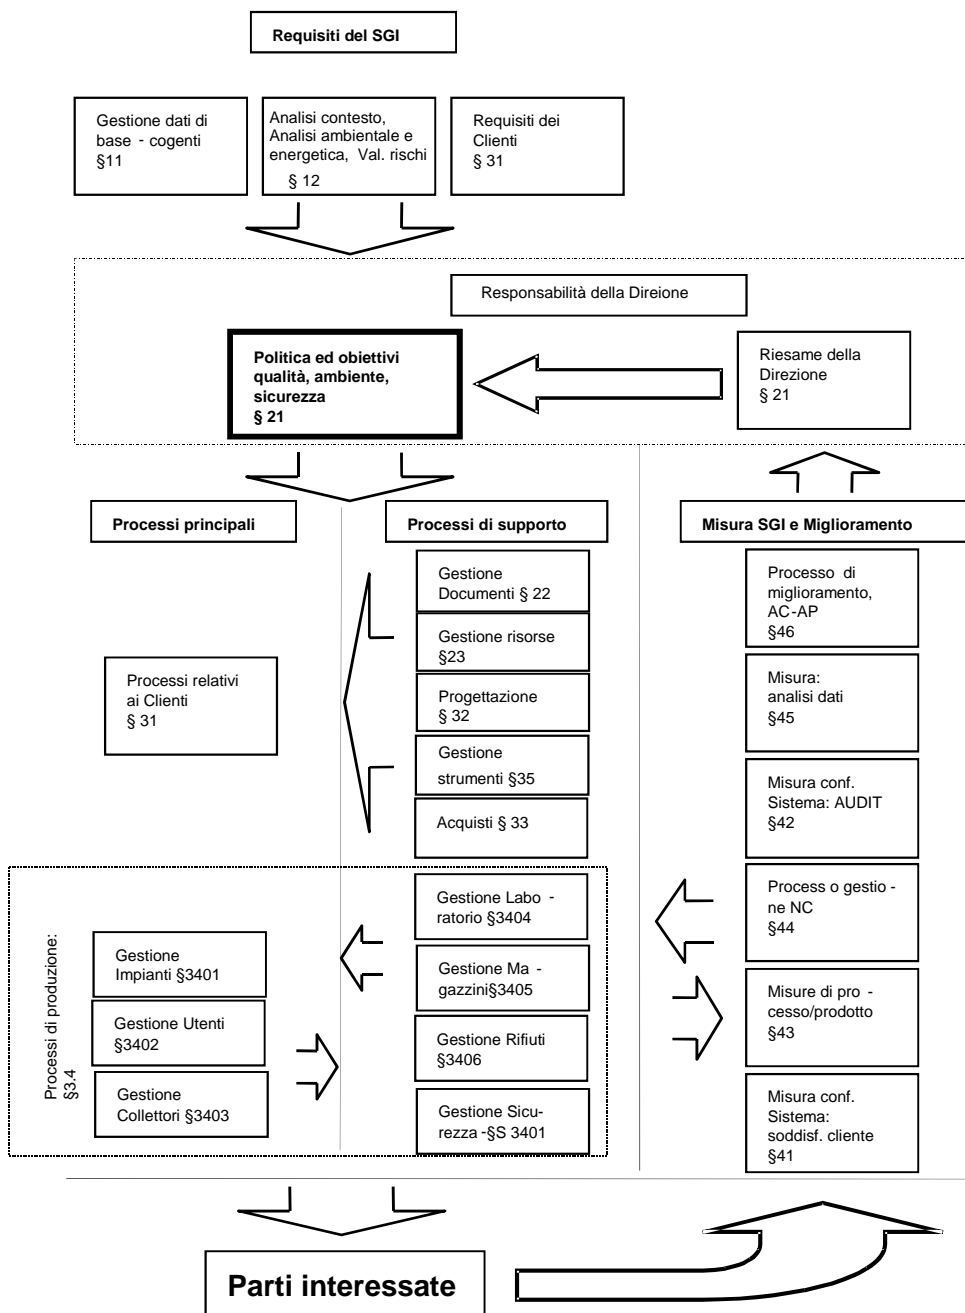 Requisiti del SGI
Gestione dati di
base - cogenti
§11
Analisi contesto,
Analisi ambientale e
energetica, Val. rischi
§ 12
Requisiti dei
Clienti
§ 31
Responsabilità della Direione
Politica ed obiettivi
qualità, ambiente,
sicurezza
§ 21
Riesame della
Direzione
§ 21
Processi principali
Processi di supporto
Misura SGI e Miglioramento
Processi relativi
ai Clienti
§ 31
Gestione
Documenti § 22
Gestione risorse
§23
Progettazione
§ 32
Gestione
strumenti §35
Acquisti § 33
Processo di
miglioramento,
AC-AP
§46
Misura:
analisi dati
§45
Misura conf.
Sistema: AUDIT
§42
Process o gestio -
ne NC
§44
Misure di pro -
cesso/prodotto
§43
Misura conf.
Sistema:
soddisf. cliente
§41
Processi di produzione:
§3.4
Gestione
Impianti §3401
Gestione Utenti
§3402
Gestione
Collettori §3403
Gestione Labo -
ratorio §3404
Gestione Ma -
gazzini§3405
Gestione Rifiuti
§3406
Gestione Sicu-
rezza -§S 3401
Parti interessate